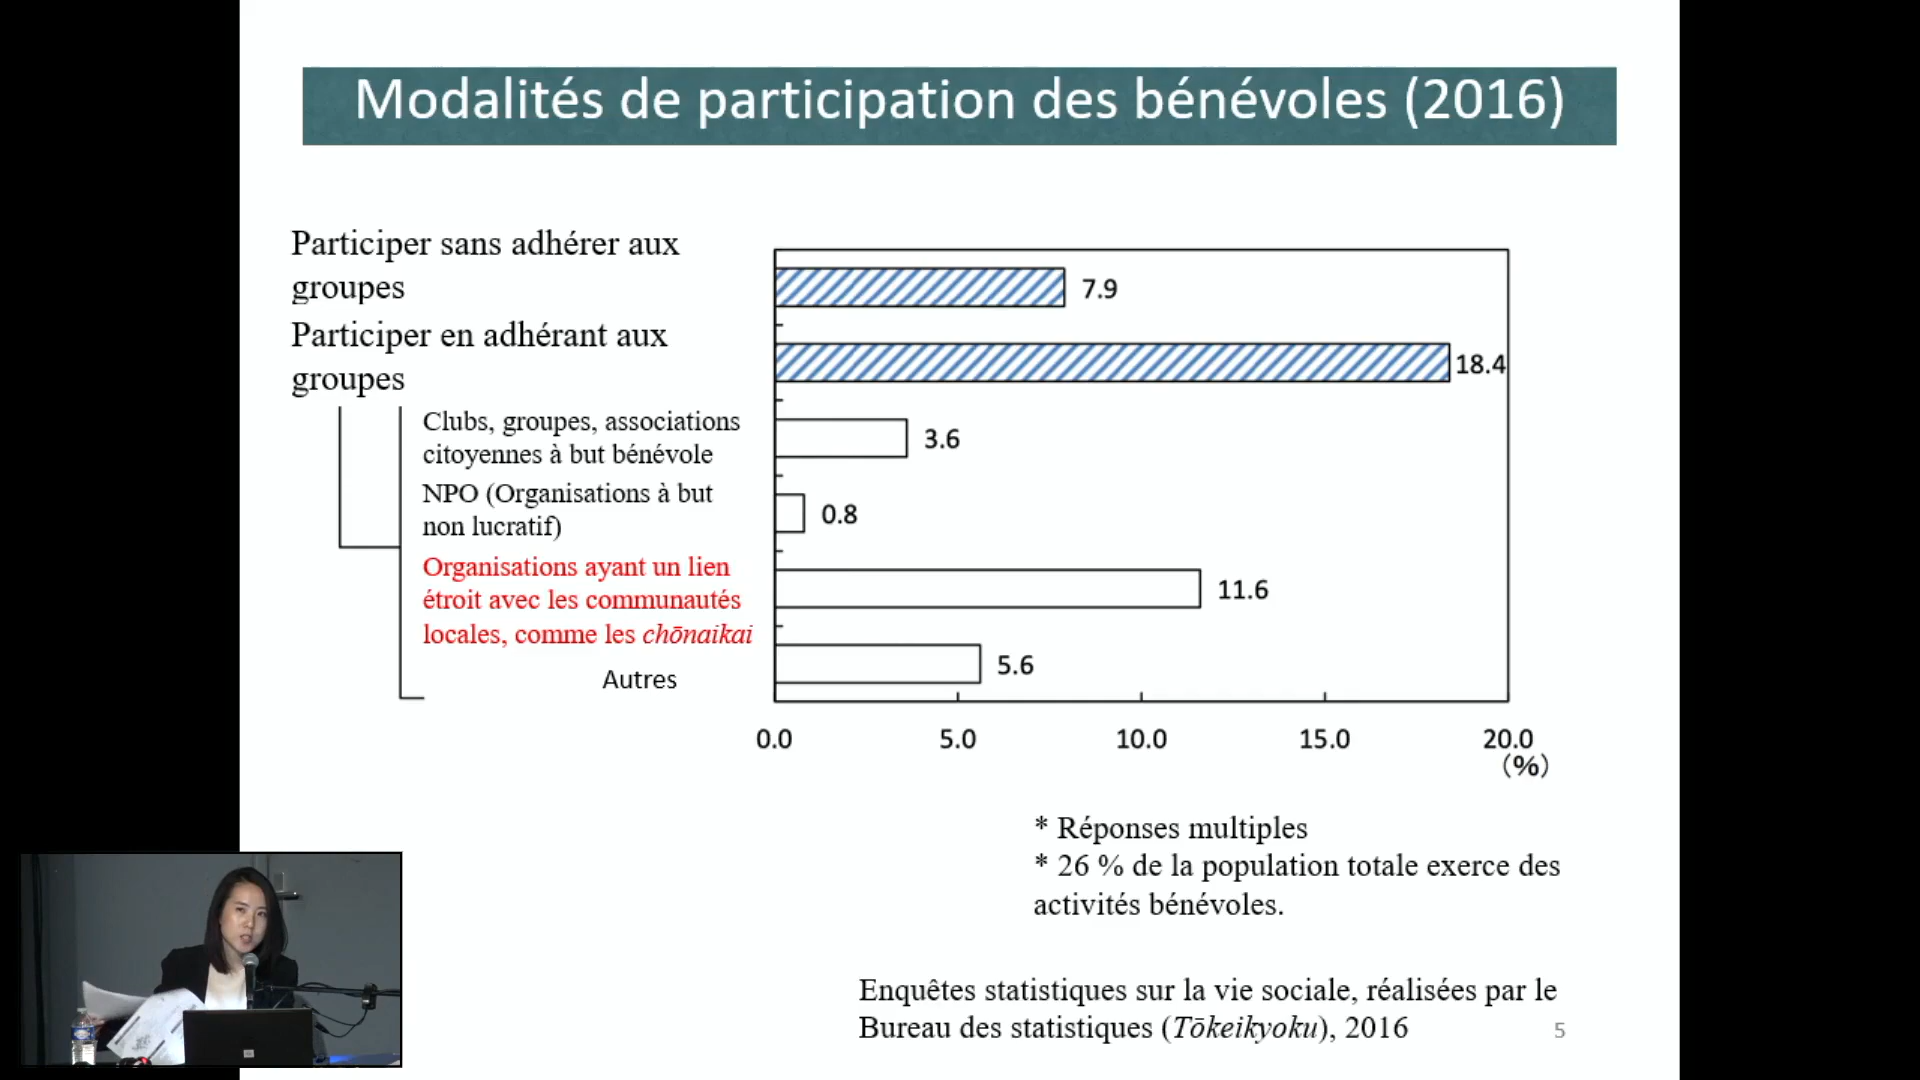 Modalités de participation des bénévoles (2016)
Participer sans adhérer aux
groupes
7.9
Participer en adhérant aux
groupes
18.4
Clubs, groupes, associations
citoyennes à but bénévole
3.6
NPO (Organisations à but
non lucratif)
0.8
Organisations ayant un lien
étroit avec les communautés
locales, comme les chōnaikai
11.6
Autres
5.6
0.0 5.0 10.0 15.0 20.0
(%)
* Réponses multiples
* 26 % de la population totale exerce des
activités bénévoles.
Enquêtes statistiques sur la vie sociale, réalisées par le
Bureau des statistiques (Tōkeikyoku), 2016
5